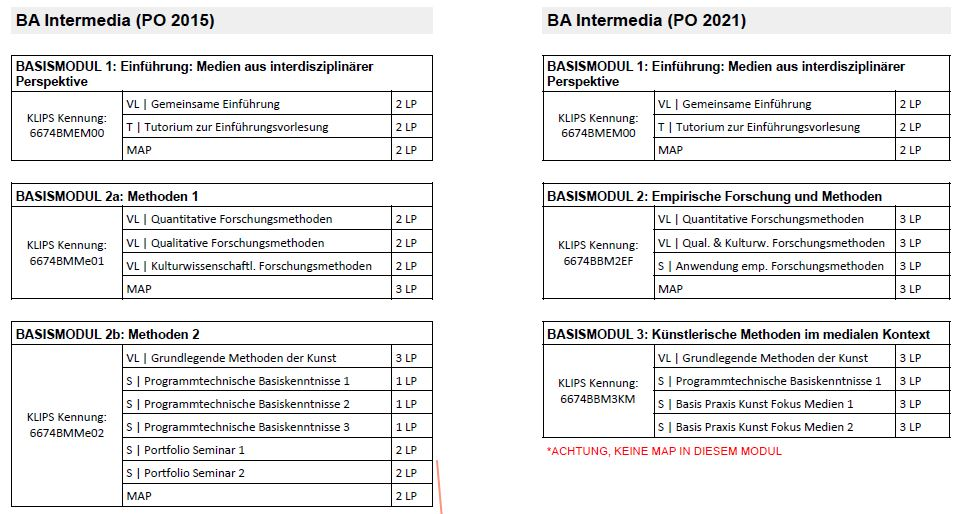 BA Intermedia (PO 2015)
BASISMODUL 1: Einführung: Medien aus interdisziplinärer
Perspektive
KLIPS Kennung:
6674BMEM00
VL | Gemeinsame Einführung 2 LP
T | Tutorium zur Einführungsvorlesung 2 LP
MAP 2 LP
BASISMODUL 2a: Methoden 1
KLIPS Kennung:
6674BMMe01
VL | Quantitative Forschungsmethoden 2 LP
VL | Qualitative Forschungsmethoden 2 LP
VL | Kulturwissenschaftl. Forschungsmethoden 2 LP
MAP 3 LP
BASISMODUL 2b: Methoden 2
KLIPS Kennung:
6674BMMe02
VL | Grundlegende Methoden der Kunst 3 LP
S | Programmtechnische Basiskenntnisse 1 1 LP
S | Programmtechnische Basiskenntnisse 2 1 LP
S | Programmtechnische Basiskenntnisse 3 1 LP
S | Portfolio Seminar 1 2 LP
S | Portfolio Seminar 2 2 LP
MAP 2 LP
BA Intermedia (PO 2021)
BASISMODUL 1: Einführung: Medien aus interdisziplinärer
Perspektive
KLIPS Kennung:
6674BMEM00
VL | Gemeinsame Einführung 2 LP
T | Tutorium zur Einführungsvorlesung 2 LP
MAP 2 LP
BASISMODUL 2: Empirische Forschung und Methoden
KLIPS Kennung:
6674BBM2EF
VL | Quantitative Forschungsmethoden 3 LP
VL | Qual. & Kulturw. Forschungsmethoden 3 LP
S | Anwendung emp. Forschungsmethoden 3 LP
MAP 3 LP
BASISMODUL 3: Künstlerische Methoden im medialen Kontext
KLIPS Kennung:
6674BBM3KM
VL | Grundlegende Methoden der Kunst 3 LP
S | Programmtechnische Basiskenntnisse 1 3 LP
S | Basis Praxis Kunst Fokus Medien 1 3 LP
S | Basis Praxis Kunst Fokus Medien 2 3 LP
*ACHTUNG, KEINE MAP IN DIESEM MODUL